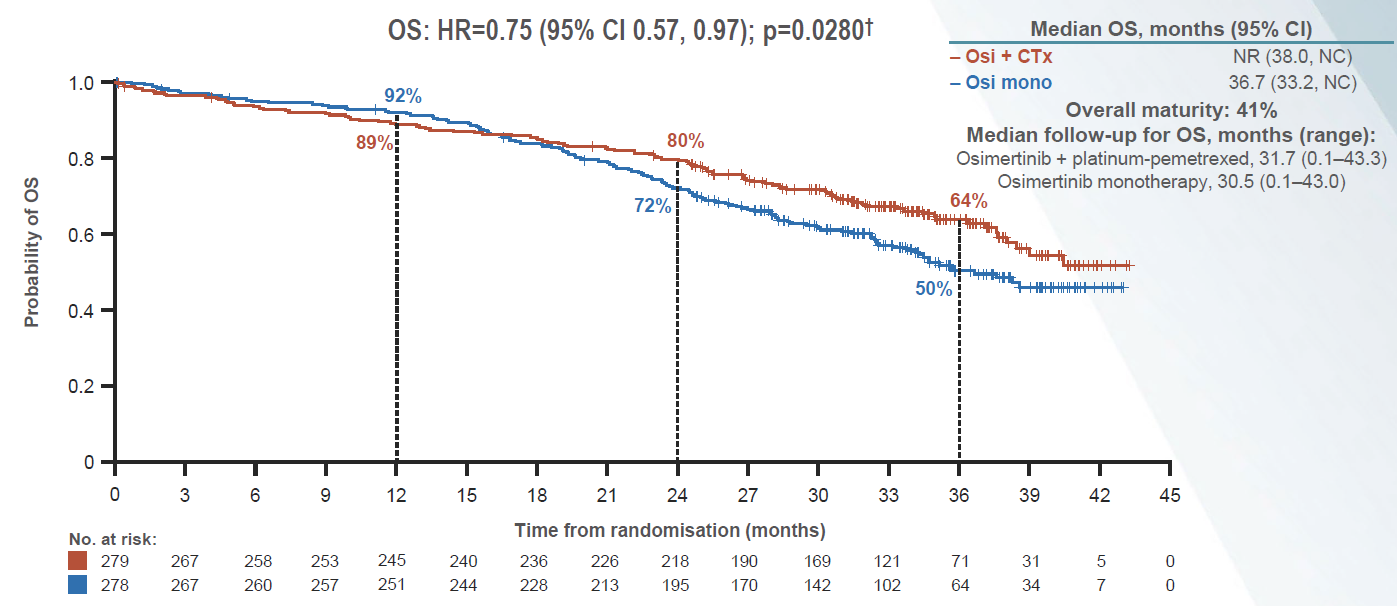 OS: HR=0.75 (95% CI 0.57, 0.97); p=0.0280†
Median OS, months (95% CI)
– Osi + CTx NR (38.0, NC)
– Osi mono 36.7 (33.2, NC)
Overall maturity: 41%
Median follow-up for OS, months (range):
Osimertinib + platinum-pemetrexed, 31.7 (0.1–43.3)
Osimertinib monotherapy, 30.5 (0.1–43.0)
Probability of OS
1.0
0.8
0.6
0.4
0.2
0
92%
89%
80%
72%
64%
50%
0 3 6 9 12 15 18 21 24 27 30 33 36 39 42 45
Time from randomisation (months)
No. at risk:
279 267 258 253 245 240 236 226 218 190 169 121 71 31 5 0
278 267 260 257 251 244 228 213 195 170 142 102 64 34 7 0